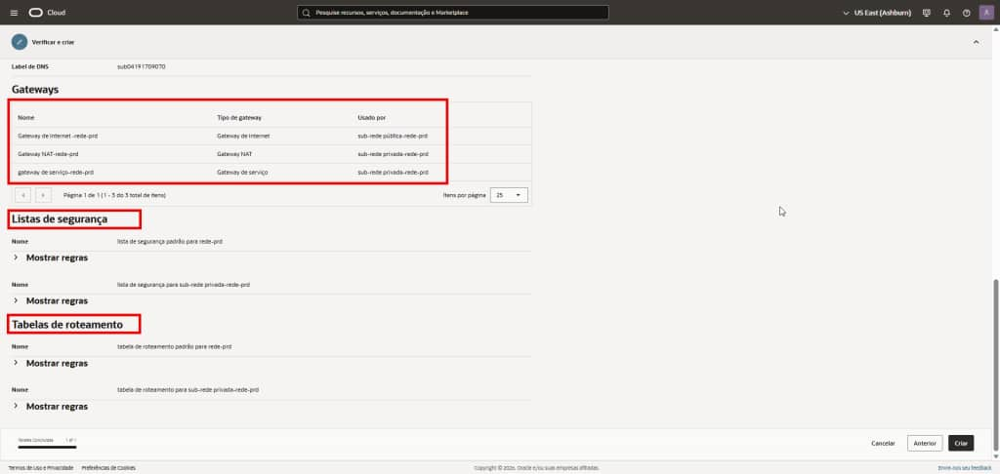 Cloud
Pesquise recursos, serviços, documentação e Marketplace
US East (Ashburn)
A
Verificar e criar
Label de DNS sub04191709070
Gateways
Nome Tipo de gateway Usado por
Gateway de Internet -rede-prd Gateway de Internet sub-rede pública-rede-prd
Gateway NAT-rede-prd Gateway NAT sub-rede privada-rede-prd
gateway de serviço-rede-prd Gateway de serviço sub-rede privada-rede-prd
Página 1 de 1 (1 - 3 do 3 total de itens) Itens por página 25
Listas de segurança
Nome lista de segurança padrão para rede-prd
Mostrar regras
Nome lista de segurança para sub-rede privada-rede-prd
Mostrar regras
Tabelas de roteamento
Nome tabela de roteamento padrão para rede-prd
Mostrar regras
Nome tabela de roteamento para sub-rede privada-rede-prd
Mostrar regras
Tarefas Concluídas 1 of 1
Cancelar Anterior Criar
Termos de Uso e Privacidade Preferências de Cookies Copyright © 2026, Oracle e/ou suas empresas afiliadas. Envie-nos seu feedback